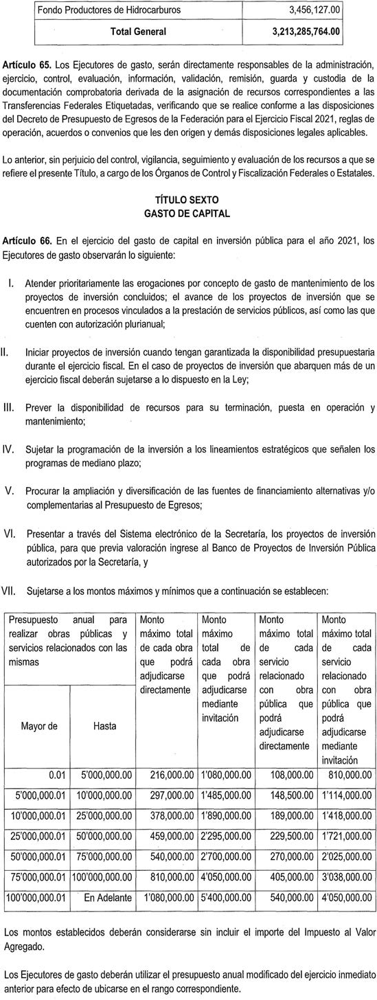 Fondo Productores de Hidrocarburos 3,456,127.00
Total General 3,213,285,764.00
Artículo 65. Los Ejecutores de gasto, serán directamente responsables de la administración,
ejercicio, control, evaluación, información, validación, remisión, guarda y custodia de la
documentación comprobatoria derivada de la asignación de recursos correspondientes a las
Transferencias Federales Etiquetadas, verificando que se realice conforme a las disposiciones
del Decreto de Presupuesto de Egresos de la Federación para el Ejercicio Fiscal 2021, reglas de
operación, acuerdos o convenios que les den origen y demás disposiciones legales aplicables.
Lo anterior, sin perjuicio del control, vigilancia, seguimiento y evaluación de los recursos a que se
refiere el presente Título, a cargo de los Órganos de Control y Fiscalización Federales o Estatales.
TÍTULO SEXTO
GASTO DE CAPITAL
Artículo 66. En el ejercicio del gasto de capital en inversión pública para el año 2021, los
Ejecutores de gasto observarán lo siguiente:
I. Atender prioritariamente las erogaciones por concepto de gasto de mantenimiento de los
proyectos de inversión concluidos; el avance de los proyectos de inversión que se
encuentren en procesos vinculados a la prestación de servicios públicos, así como las que
cuenten con autorización plurianual;
II. Iniciar proyectos de inversión cuando tengan garantizada la disponibilidad presupuestaria
durante el ejercicio fiscal. En el caso de proyectos de inversión que abarquen más de un
ejercicio fiscal deberán sujetarse a lo dispuesto en la Ley;
III. Prever la disponibilidad de recursos para su terminación, puesta en operación y
mantenimiento;
IV. Sujetar la programación de la inversión a los lineamientos estratégicos que señalen los
programas de mediano plazo;
V. Procurar la ampliación y diversificación de las fuentes de financiamiento alternativas y/o
complementarias al Presupuesto de Egresos;
VI. Presentar a través del Sistema electrónico de la Secretaría, los proyectos de inversión
pública, para que previa valoración ingrese al Banco de Proyectos de Inversión Pública
autorizados por la Secretaría, y
VII. Sujetarse a los montos máximos y mínimos que a continuación se establecen:
Presupuesto anual para
realizar obras públicas y
servicios relacionados con las
mismas
Mayor de
Hasta
Monto
máximo total
de cada obra
que podrá
adjudicarse
directamente
Monto
máximo
total de
cada obra
que podrá
adjudicarse
mediante
invitación
Monto
máximo total
de cada
servicio
relacionado
con obra
pública que
podrá
adjudicarse
directamente
Monto
máximo total
de cada
servicio
relacionado
con obra
pública que
podrá
adjudicarse
mediante
invitación
0.01 5'000,000.00 216,000.00 1'080,000.00 108,000.00 810,000.00
5'000,000.01 10'000,000.00 297,000.00 1'485,000.00 148,500.00 1'114,000.00
10'000,000.01 25'000,000.00 378,000.00 1'890,000.00 189,000.00 1'418,000.00
25'000,000.01 50'000,000.00 459,000.00 2'295,000.00 229,500.00 1'721,000.00
50'000,000.01 75'000,000.00 540,000.00 2'700,000.00 270,000.00 2'025,000.00
75'000,000.01 100'000,000.00 810,000.00 4'050,000.00 405,000.00 3'038,000.00
100'000,000.01 En Adelante 1'080,000.00 5'400,000.00 540,000.00 4'050,000.00
Los montos establecidos deberán considerarse sin incluir el importe del Impuesto al Valor
Agregado.
Los Ejecutores de gasto deberán utilizar el presupuesto anual modificado del ejercicio inmediato
anterior para efecto de ubicarse en el rango correspondiente.